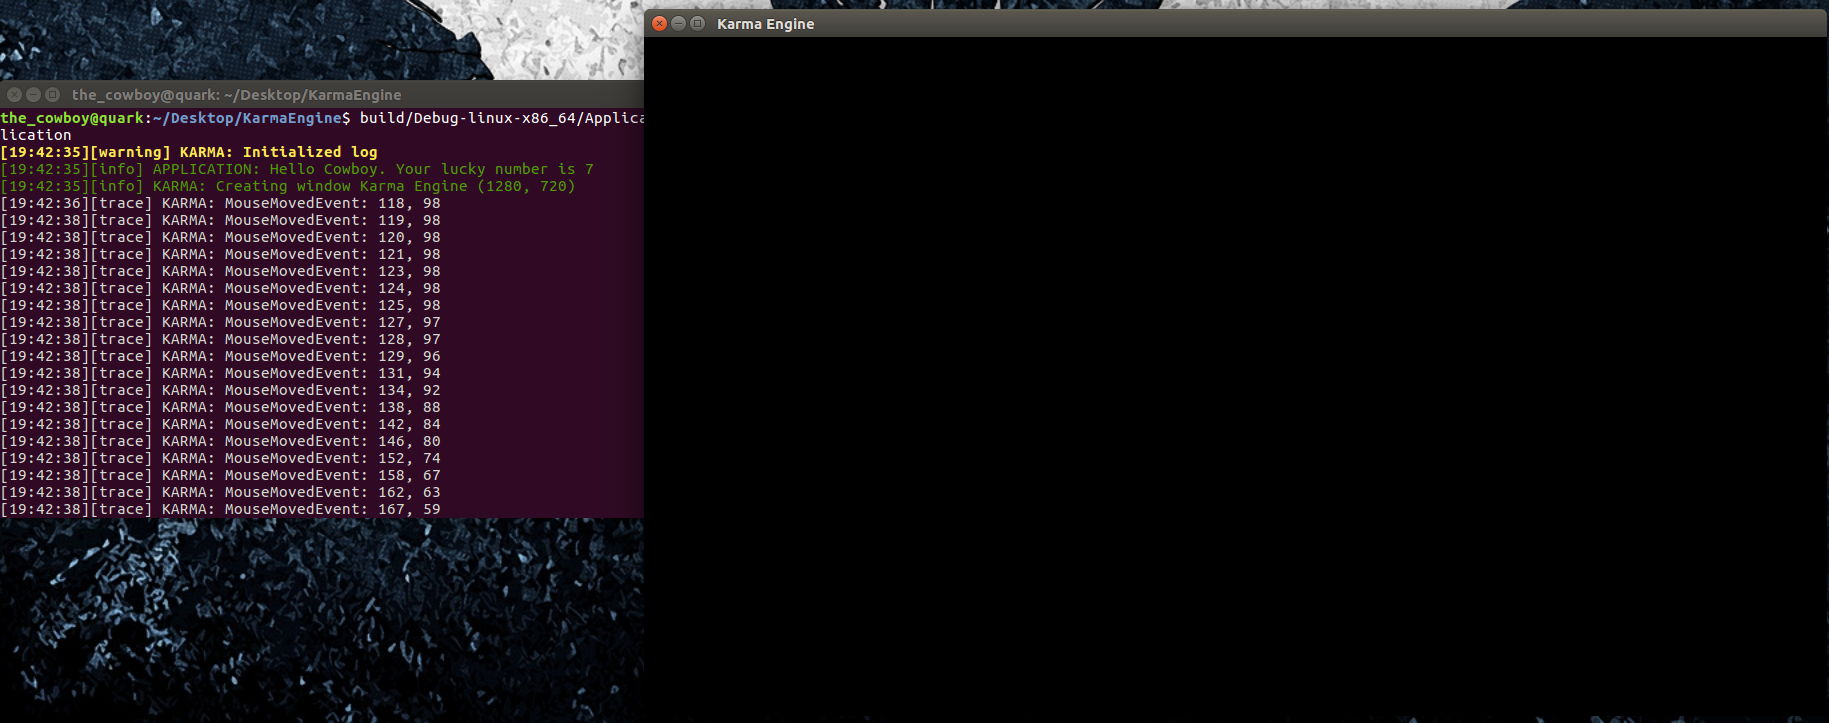 Karma Engine
the_cowboy@quark: ~/Desktop/KarmaEngine
the_cowboy@quark:~/Desktop/KarmaEngine$ build/Debug-linux-x86_64/Applica
lication
[19:42:35][warning] KARMA: Initialized log
[19:42:35][info] APPLICATION: Hello Cowboy. Your lucky number is 7
[19:42:35][info] KARMA: Creating window Karma Engine (1280, 720)
[19:42:36][trace] KARMA: MouseMovedEvent: 118, 98
[19:42:38][trace] KARMA: MouseMovedEvent: 119, 98
[19:42:38][trace] KARMA: MouseMovedEvent: 120, 98
[19:42:38][trace] KARMA: MouseMovedEvent: 121, 98
[19:42:38][trace] KARMA: MouseMovedEvent: 123, 98
[19:42:38][trace] KARMA: MouseMovedEvent: 124, 98
[19:42:38][trace] KARMA: MouseMovedEvent: 125, 98
[19:42:38][trace] KARMA: MouseMovedEvent: 127, 97
[19:42:38][trace] KARMA: MouseMovedEvent: 128, 97
[19:42:38][trace] KARMA: MouseMovedEvent: 129, 96
[19:42:38][trace] KARMA: MouseMovedEvent: 131, 94
[19:42:38][trace] KARMA: MouseMovedEvent: 134, 92
[19:42:38][trace] KARMA: MouseMovedEvent: 138, 88
[19:42:38][trace] KARMA: MouseMovedEvent: 142, 84
[19:42:38][trace] KARMA: MouseMovedEvent: 146, 80
[19:42:38][trace] KARMA: MouseMovedEvent: 152, 74
[19:42:38][trace] KARMA: MouseMovedEvent: 158, 67
[19:42:38][trace] KARMA: MouseMovedEvent: 162, 63
[19:42:38][trace] KARMA: MouseMovedEvent: 167, 59